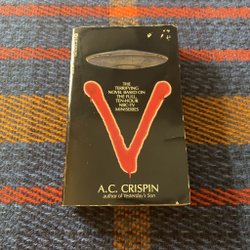 THE
TERRIFYING
NOVEL BASED ON
THE FULL,
TEN-HOUR
NBC-TV
MINISERIES
V
A.C. CRISPIN
author of Yesterday's Son